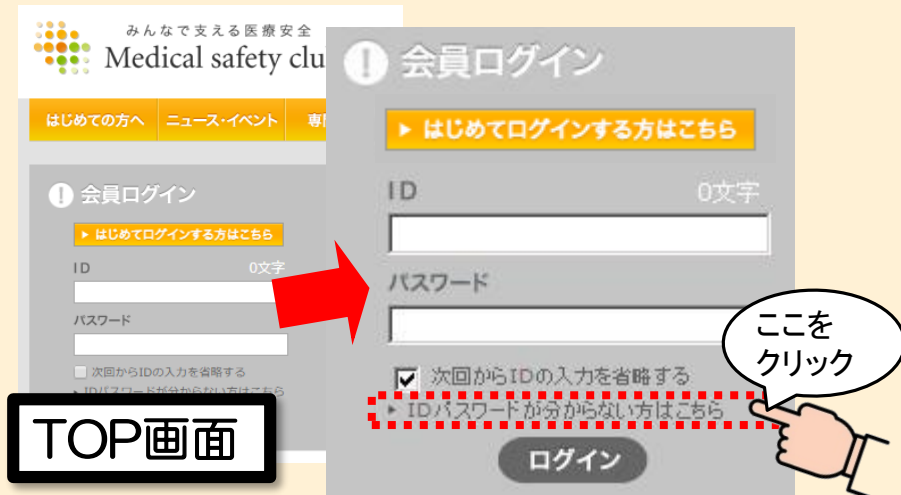 みんなで支える医療安全
Medical safety clu
はじめての方へ
ニュース・イベント
専
会員ログイン
はじめてログインする方はこちら
ID
0文字
パスワード
次回からIDの入力を省略する
IDパスワードが分からない方はこちら
TOP画面
会員ログイン
はじめてログインする方はこちら
ID
0文字
パスワード
次回からIDの入力を省略する
IDパスワードが分からない方はこちら
ログイン
ここを
クリック